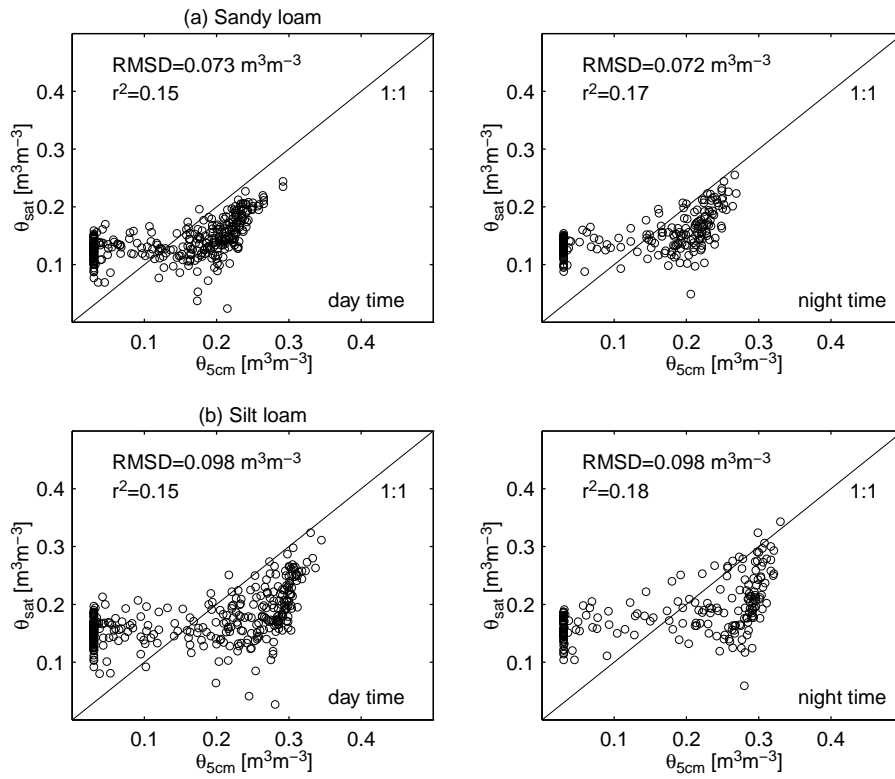 (a) Sandy loam
RMSD=0.073 m³m⁻³
r²=0.15
1:1
0.4
0.3
0.2
0.1
θsat [m³m⁻³]
day time
0.1 0.2 0.3 0.4
θ5cm [m³m⁻³]
RMSD=0.072 m³m⁻³
r²=0.17
1:1
0.4
0.3
0.2
0.1
θsat [m³m⁻³]
night time
0.1 0.2 0.3 0.4
θ5cm [m³m⁻³]
(b) Silt loam
RMSD=0.098 m³m⁻³
r²=0.15
1:1
0.4
0.3
0.2
0.1
θsat [m³m⁻³]
day time
0.1 0.2 0.3 0.4
θ5cm [m³m⁻³]
RMSD=0.098 m³m⁻³
r²=0.18
1:1
0.4
0.3
0.2
0.1
θsat [m³m⁻³]
night time
0.1 0.2 0.3 0.4
θ5cm [m³m⁻³]